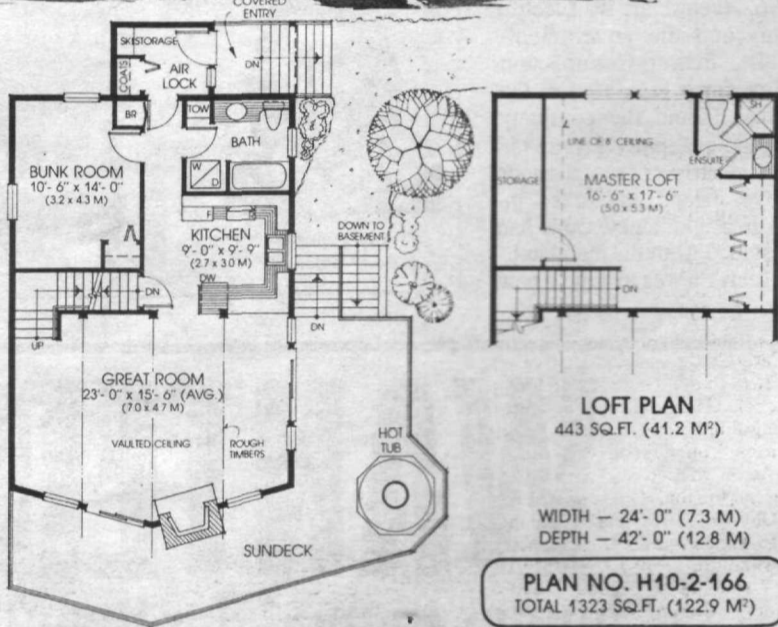 COVERED
ENTRY
SKI STORAGE
COATS
AIR
LOCK
DN
BR
TOW
BATH
W
D
BUNK ROOM
10'- 6" x 14'- 0"
(3.2 x 4.3 M)
F
KITCHEN
9'- 0" x 9'- 9"
(2.7 x 3.0 M)
DW
DOWN TO
BASEMENT
DN
DN
UP
GREAT ROOM
23'- 0" x 15'- 6" (AVG.)
(7.0 x 4.7 M)
VAULTED CEILING
ROUGH
TIMBERS
HOT
TUB
SUNDECK
SH
LINE OF 8' CEILING
ENSUITE
STORAGE
MASTER LOFT
16'- 6" x 17'- 6"
(5.0 x 5.3 M)
DN
LOFT PLAN
443 SQ.FT. (41.2 M²)
WIDTH — 24'- 0" (7.3 M)
DEPTH — 42'- 0" (12.8 M)
PLAN NO. H10-2-166
TOTAL 1323 SQ.FT. (122.9 M²)